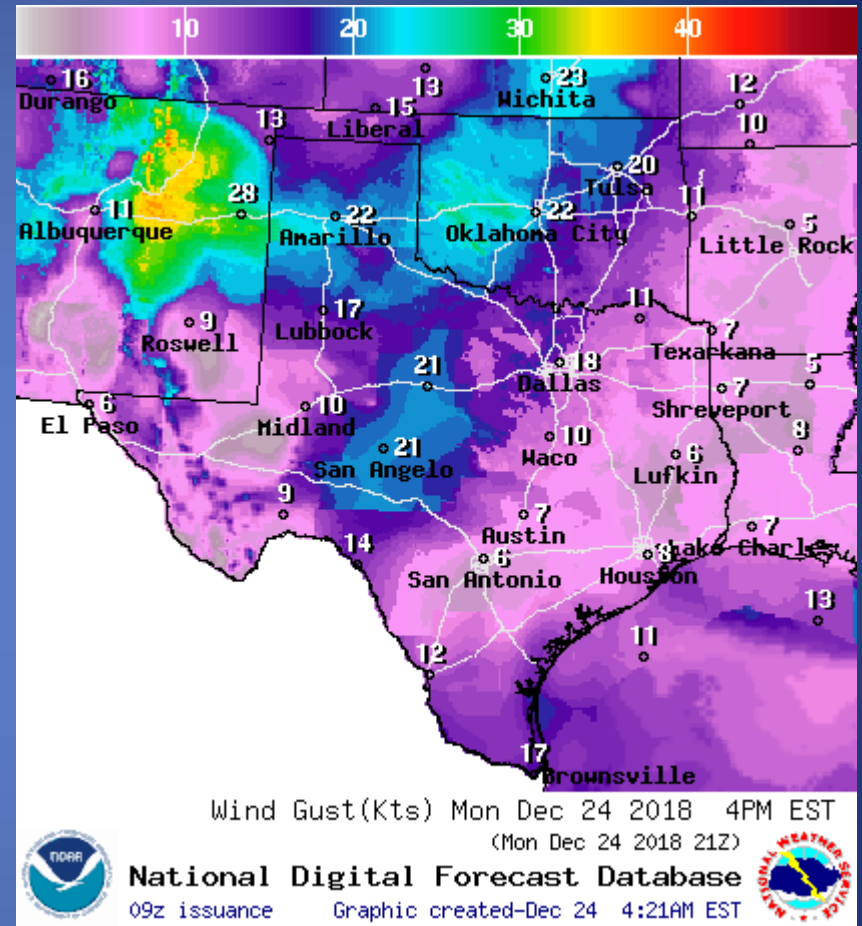 10 20 30 40
16 13 23 12
Durango Wichita
13 15 10
Liberal
20
Tulsa
11 28 22 22 11 5
Albuquerque Amarillo Oklahoma City Little Rock
9 17 11 7
Roswell Lubbock Texarkana
21 18 7 5
Dallas
6 10 Shreveport
El Paso Midland 10 8
21 Waco 6
San Angelo Lufkin
9 7 7
Austin Lake Charles
14 6 8
San Antonio Houston
13
12 11
17
Brownsville
Wind Gust(Kts) Mon Dec 24 2018 4PM EST
(Mon Dec 24 2018 21Z)
NOAA
National Digital Forecast Database
09z issuance Graphic created-Dec 24 4:21AM EST
NATIONAL WEATHER SERVICE